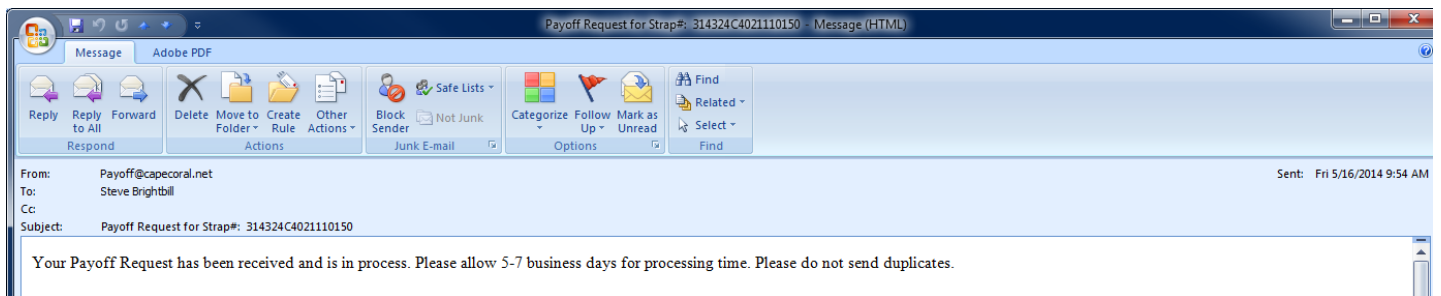 Payoff Request for Strap#: 314324C4021110150 - Message (HTML)
Message Adobe PDF
Reply Reply to All Forward
Respond
Delete Move to Folder Create Rule Other Actions
Actions
Block Sender Safe Lists Not Junk
Junk E-mail
Categorize Follow Up Mark as Unread
Options
Find Related Select
Find
From: Payoff@capecoral.net Sent: Fri 5/16/2014 9:54 AM
To: Steve Brightbill
Cc:
Subject: Payoff Request for Strap#: 314324C4021110150
Your Payoff Request has been received and is in process. Please allow 5-7 business days for processing time. Please do not send duplicates.